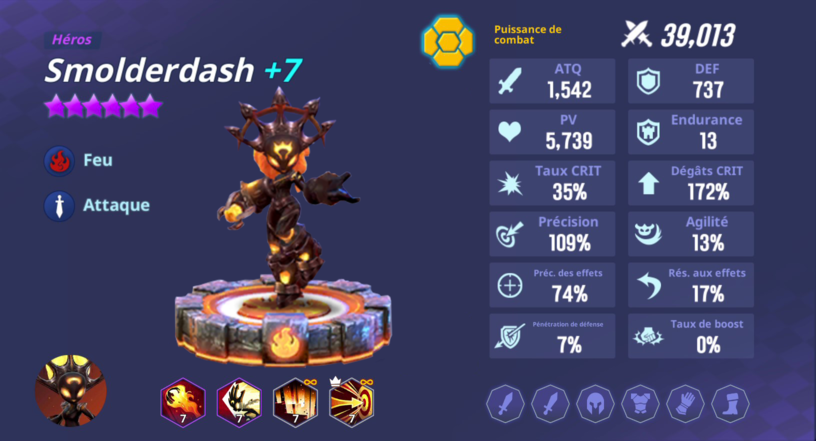 Héros
Smolderdash +7
Feu
Attaque
7
7
7
7
Puissance de
combat
39,013
ATQ
1,542
DEF
737
PV
5,739
Endurance
13
Taux CRIT
35%
Dégâts CRIT
172%
Précision
109%
Agilité
13%
Préc. des effets
74%
Rés. aux effets
17%
Pénétration de défense
7%
Taux de boost
0%